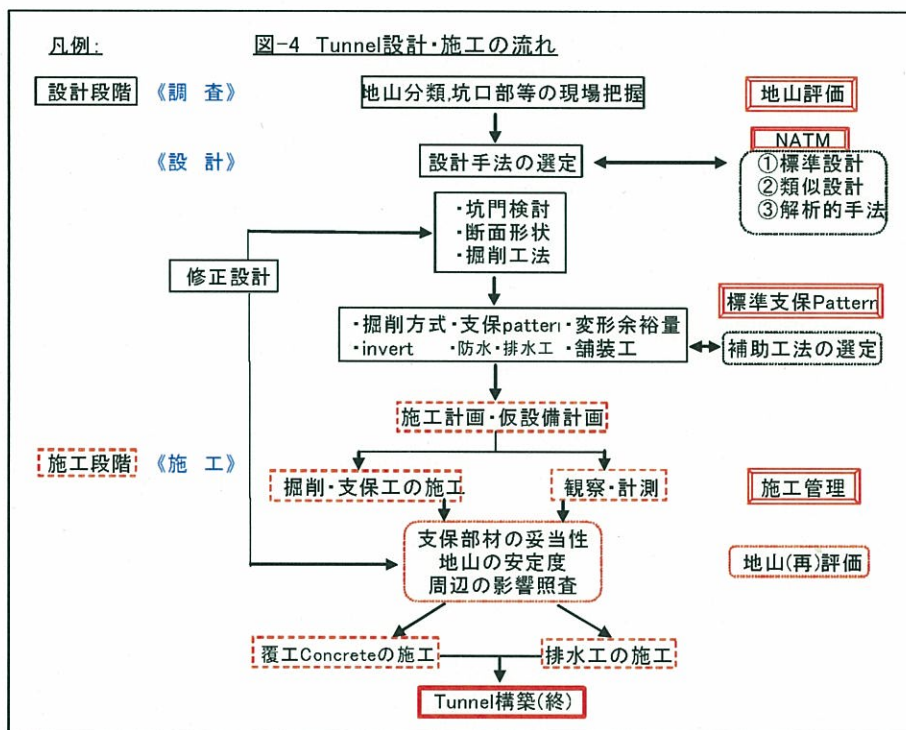 凡例:
図-4 Tunnel設計・施工の流れ
設計段階 《調 査》
地山分類,坑口部等の現場把握
地山評価
《設 計》
設計手法の選定
NATM
①標準設計
②類似設計
③解析的手法
・坑門検討
・断面形状
・掘削工法
修正設計
標準支保Pattern
・掘削方式・支保pattern・変形余裕量
・invert ・防水・排水工 ・舗装工
補助工法の選定
施工計画・仮設備計画
施工段階 《施 工》
掘削・支保工の施工
観察・計測
施工管理
支保部材の妥当性
地山の安定度
周辺の影響照査
地山(再)評価
覆工Concreteの施工
排水工の施工
Tunnel構築(終)